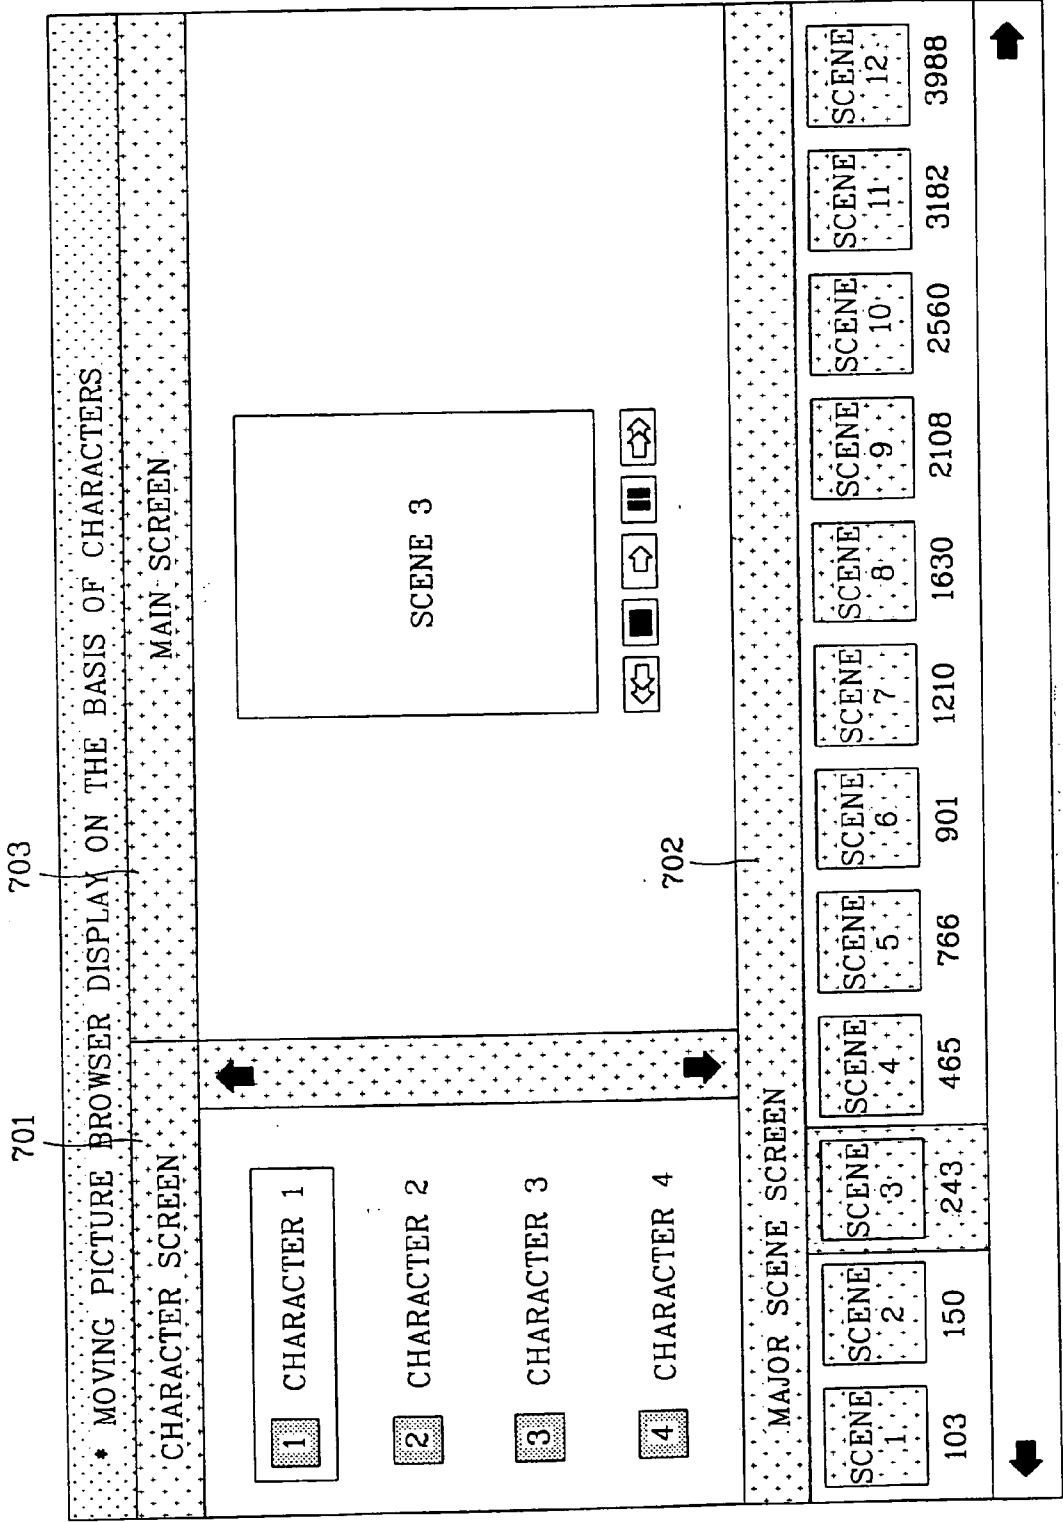 703
701
* MOVING PICTURE BROWSER DISPLAY ON THE BASIS OF CHARACTERS
CHARACTER SCREEN
MAIN SCREEN
1 CHARACTER 1
2 CHARACTER 2
3 CHARACTER 3
4 CHARACTER 4
SCENE 3
702
MAJOR SCENE SCREEN
SCENE 1
SCENE 2
SCENE 3
SCENE 4
SCENE 5
SCENE 6
SCENE 7
SCENE 8
SCENE 9
SCENE 10
SCENE 11
SCENE 12
103 150 243 465 766 901 1210 1630 2108 2560 3182 3988